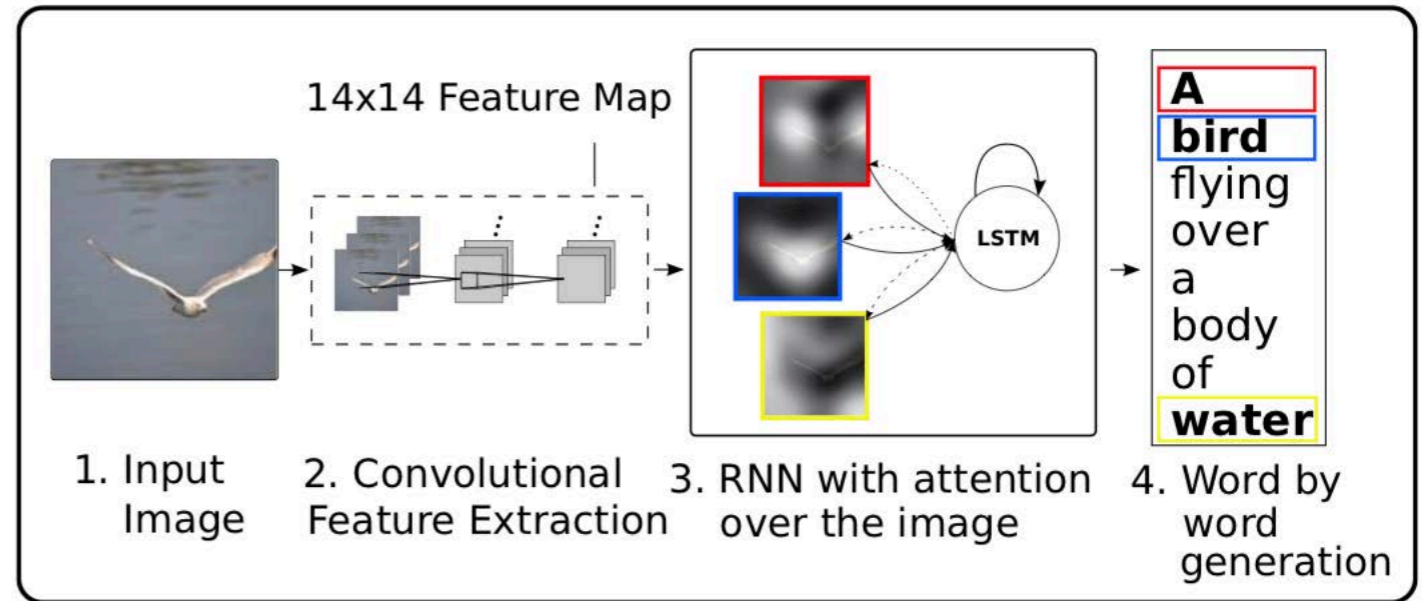 14x14 Feature Map
LSTM
A
bird
flying
over
a
body
of
water
1. Input
Image
2. Convolutional
Feature Extraction
3. RNN with attention
over the image
4. Word by
word
generation